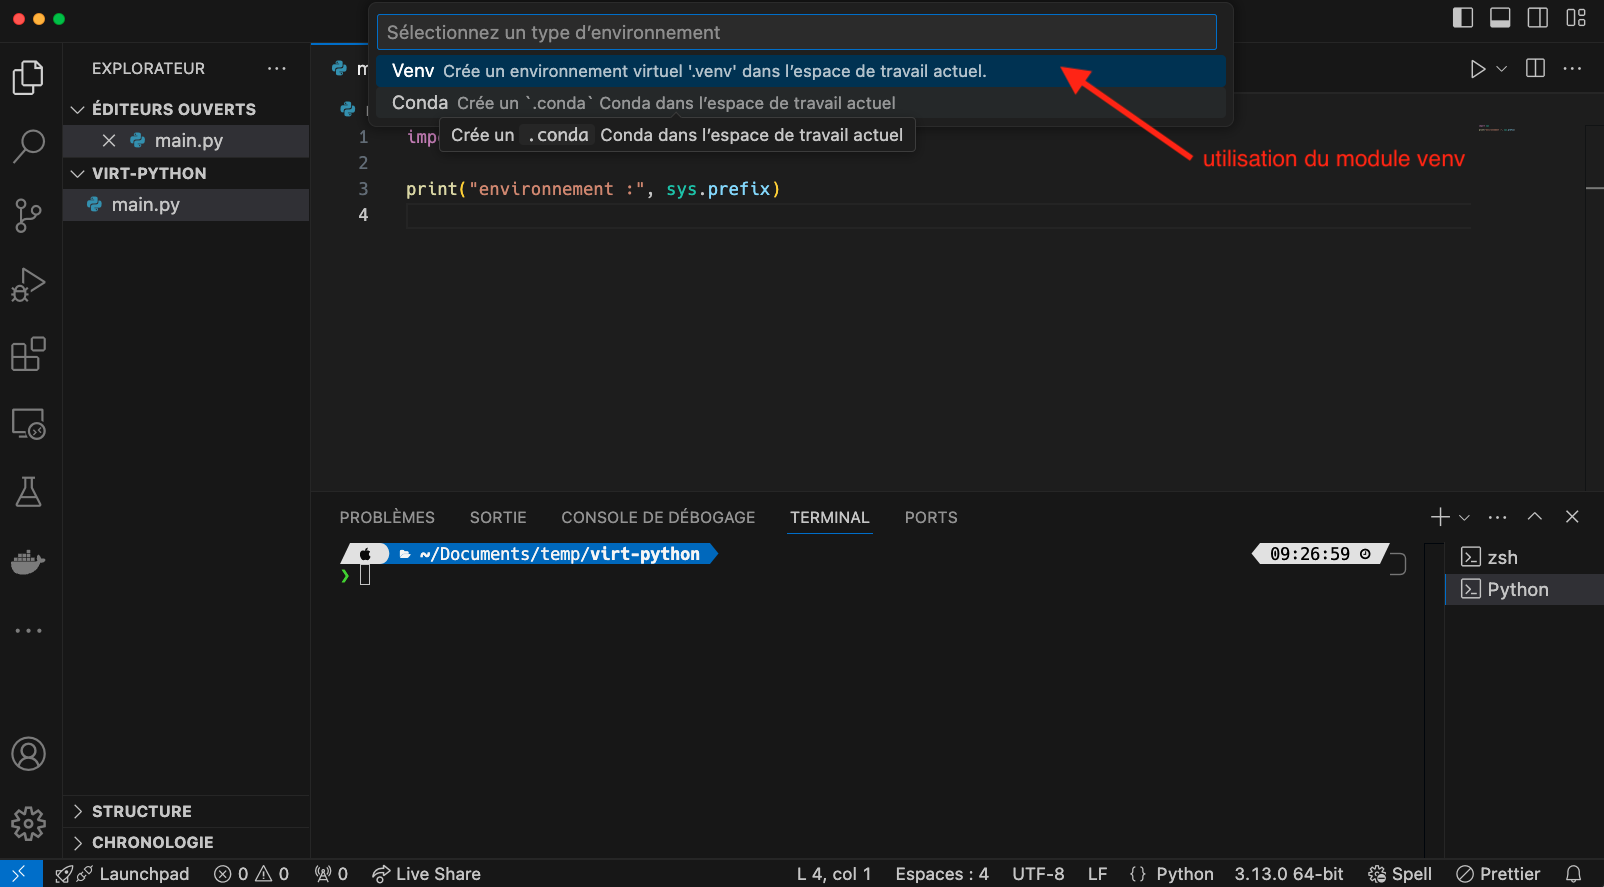 Sélectionnez un type d'environnement
Venv Crée un environnement virtuel '.venv' dans l'espace de travail actuel.
Conda Crée un `.conda` Conda dans l'espace de travail actuel
Crée un .conda Conda dans l'espace de travail actuel
utilisation du module venv
EXPLORATEUR
ÉDITEURS OUVERTS
main.py
VIRT-PYTHON
main.py
STRUCTURE
CHRONOLOGIE
1
2
3 print("environnement :", sys.prefix)
4
PROBLÈMES SORTIE CONSOLE DE DÉBOGAGE TERMINAL PORTS
~/Documents/temp/virt-python 09:26:59
❯
zsh
Python
Launchpad 0 0 0 Live Share L 4, col 1 Espaces : 4 UTF-8 LF {} Python 3.13.0 64-bit Spell Prettier